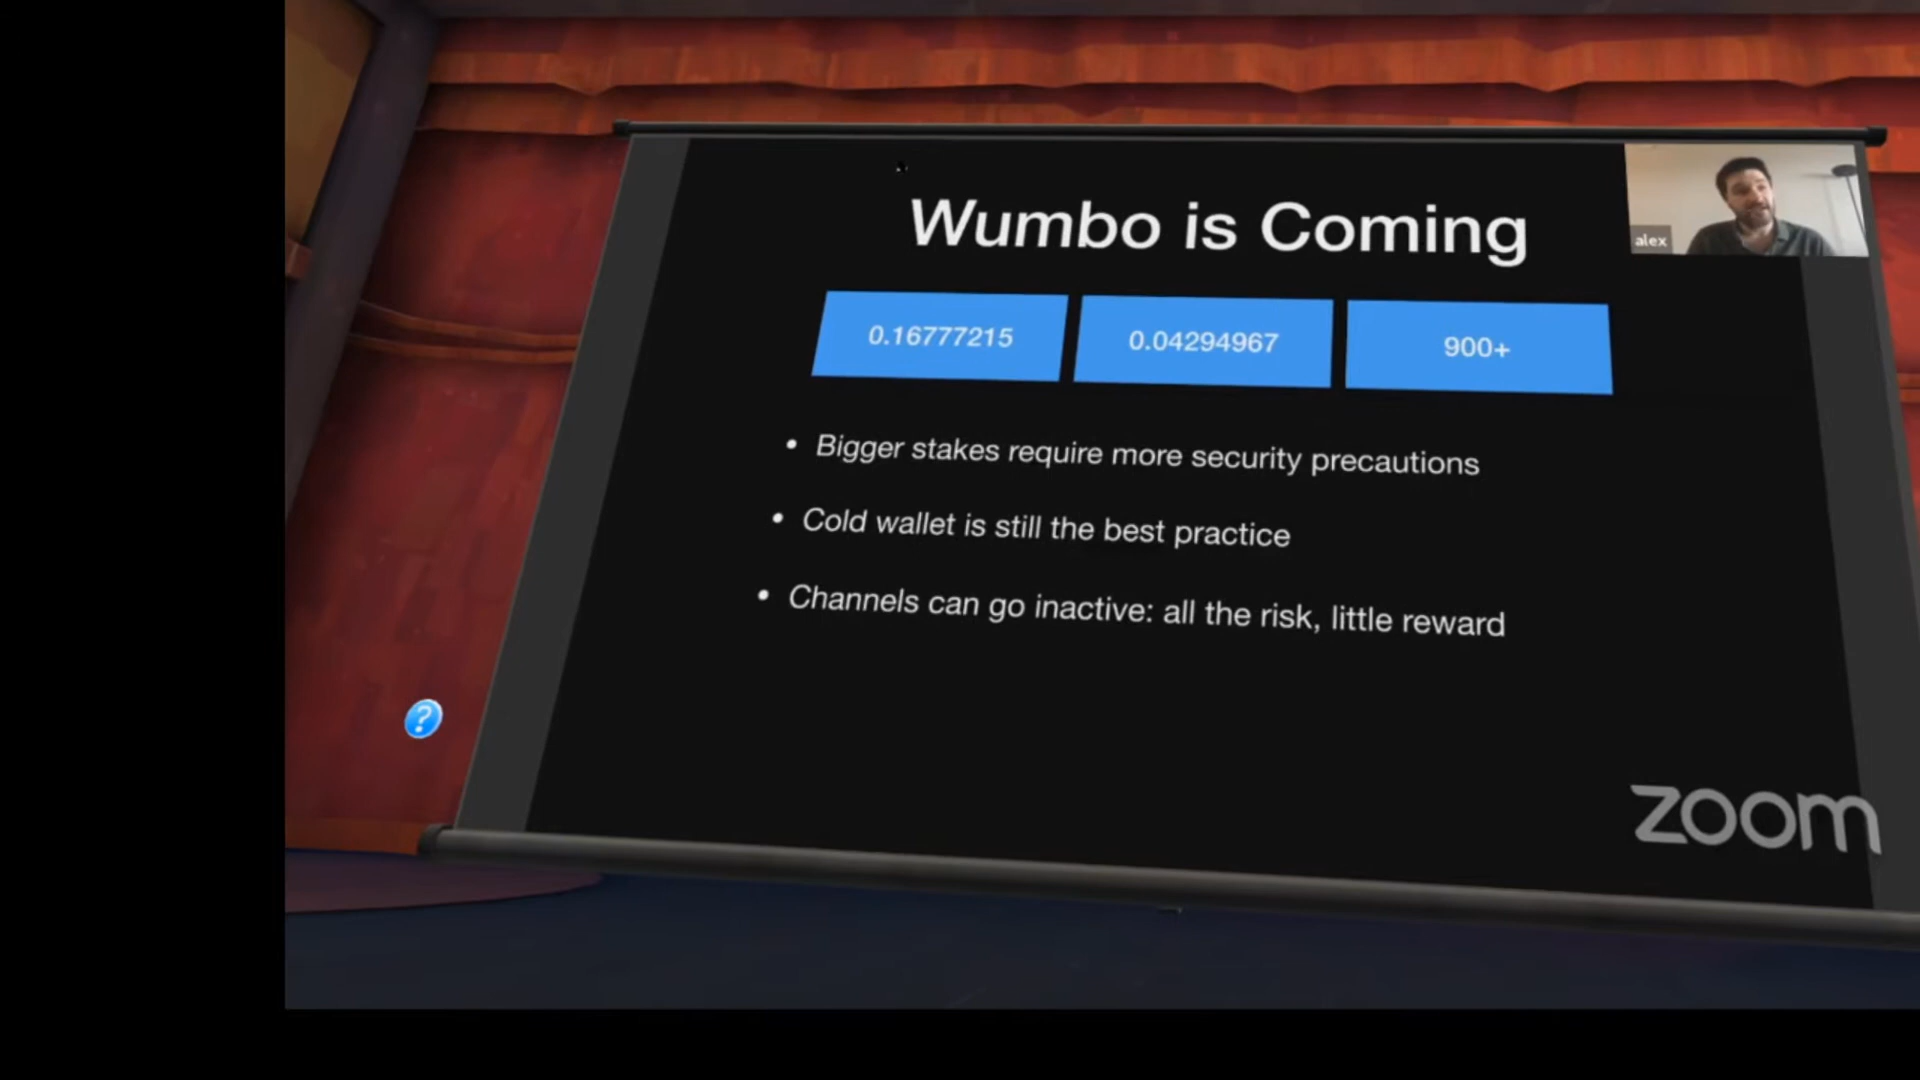 Wumbo is Coming
alex
0.16777215
0.04294967
900+
• Bigger stakes require more security precautions
• Cold wallet is still the best practice
• Channels can go inactive: all the risk, little reward
?
zoom